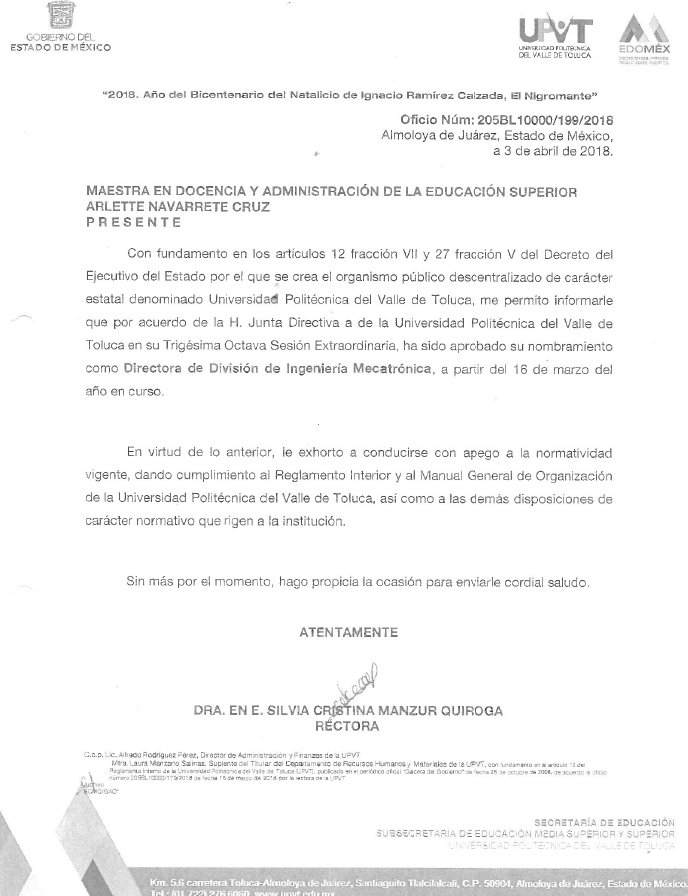 GOBIERNO DEL
ESTADO DE MÉXICO
UPVT
UNIVERSIDAD POLITÉCNICA
DEL VALLE DE TOLUCA
EDOMÉX
"2018. Año del Bicentenario del Natalicio de Ignacio Ramírez Calzada, El Nigromante"
Oficio Núm: 205BL10000/199/2018
Almoloya de Juárez, Estado de México,
a 3 de abril de 2018.
MAESTRA EN DOCENCIA Y ADMINISTRACIÓN DE LA EDUCACIÓN SUPERIOR
ARLETTE NAVARRETE CRUZ
P R E S E N T E
Con fundamento en los artículos 12 fracción VII y 27 fracción V del Decreto del
Ejecutivo del Estado por el que se crea el organismo público descentralizado de carácter
estatal denominado Universidad Politécnica del Valle de Toluca, me permito informarle
que por acuerdo de la H. Junta Directiva a de la Universidad Politécnica del Valle de
Toluca en su Trigésima Octava Sesión Extraordinaria, ha sido aprobado su nombramiento
como Directora de División de Ingeniería Mecatrónica, a partir del 16 de marzo del
año en curso.
En virtud de lo anterior, le exhorto a conducirse con apego a la normatividad
vigente, dando cumplimiento al Reglamento Interior y al Manual General de Organización
de la Universidad Politécnica del Valle de Toluca, así como a las demás disposiciones de
carácter normativo que rigen a la institución.
Sin más por el momento, hago propicia la ocasión para enviarle cordial saludo.
ATENTAMENTE
DRA. EN E. SILVIA CRISTINA MANZUR QUIROGA
RECTORA
C.c.p. Lic. Alfredo Rodríguez Pérez, Director de Administración y Finanzas de la UPVT
Mtra. Laura Manzano Salinas, Suplente del Titular del Departamento de Recursos Humanos y Materiales de la UPVT, con fundamento en el artículo
Reglamento Interno de la Universidad Politécnica del Valle de Toluca (UPVT), publicado en el periódico oficial "Gaceta del Gobierno" de fecha 25 de octubre de 2008, de acuerdo al oficio
de fecha 15 de marzo de 2018 por la rectora de la UPVT
SECRETARÍA DE EDUCACIÓN
SUBSECRETARÍA DE EDUCACIÓN MEDIA SUPERIOR Y SUPERIOR
UNIVERSIDAD POLITÉCNICA DEL VALLE DE TOLUCA
Km. 5.6 carretera Toluca-Almoloya de Juárez, Santiaguito Tlalcilalcali, C.P. 50904, Almoloya de Juárez, Estado de México.
Tel.: (01 722) 276 6060. www.upvt.edu.mx